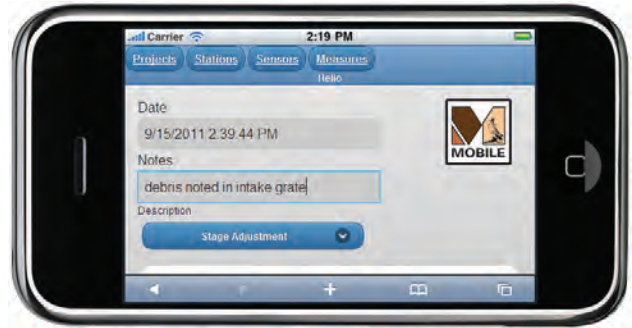 Carrier 2:19 PM
Projects Stations Sensors Measures
Hello
Date
9/15/2011 2:39:44 PM
MOBILE
Notes
debris noted in intake grate
Description
Stage Adjustment